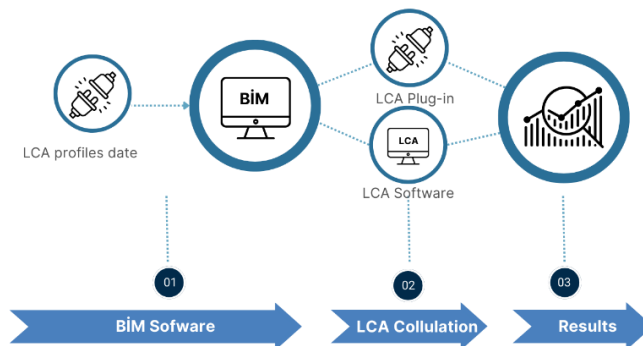 BİM
LCA Plug-in
LCA profiles date
LCA
LCA Software
01
02
03
BİM Sofware
LCA Collulation
Results